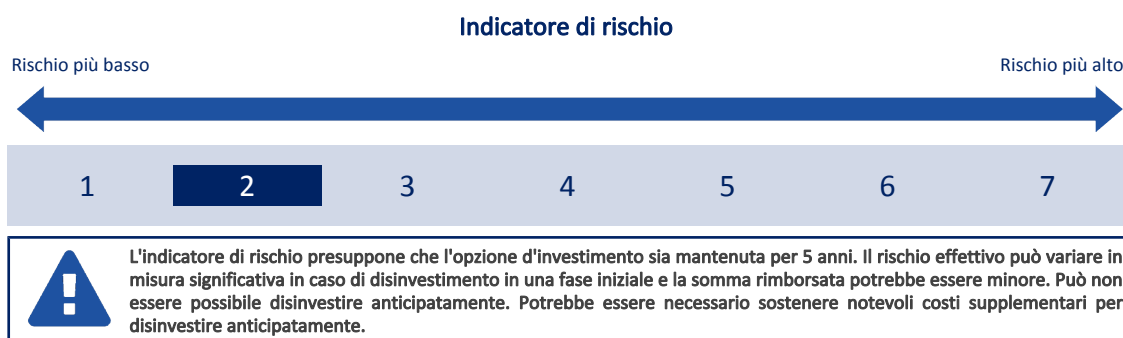 Indicatore di rischio
Rischio più basso
Rischio più alto
1 2 3 4 5 6 7
L'indicatore di rischio presuppone che l'opzione d'investimento sia mantenuta per 5 anni. Il rischio effettivo può variare in
misura significativa in caso di disinvestimento in una fase iniziale e la somma rimborsata potrebbe essere minore. Può non
essere possibile disinvestire anticipatamente. Potrebbe essere necessario sostenere notevoli costi supplementari per
disinvestire anticipatamente.